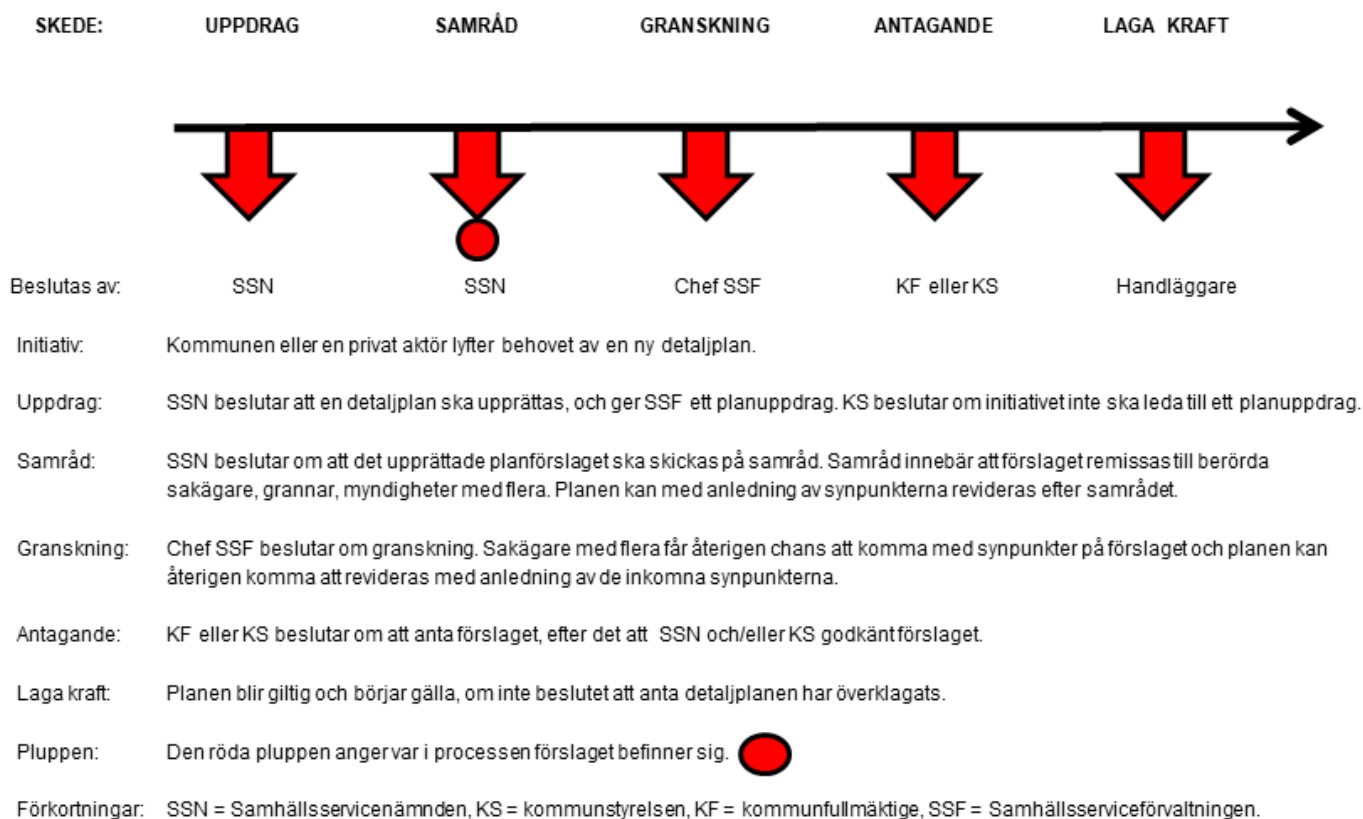 SKEDE: UPPDRAG SAMRÅD GRANSKNING ANTAGANDE LAGA KRAFT
Beslutas av: SSN SSN Chef SSF KF eller KS Handläggare
Initiativ: Kommunen eller en privat aktör lyfter behovet av en ny detaljplan.
Uppdrag: SSN beslutar att en detaljplan ska upprättas, och ger SSF ett planuppdrag. KS beslutar om initiativet inte ska leda till ett planuppdrag.
Samråd: SSN beslutar om att det upprättade planförslaget ska skickas på samråd. Samråd innebär att förslaget remissas till berörda
sakägare, grannar, myndigheter med flera. Planen kan med anledning av synpunkterna revideras efter samrådet.
Granskning: Chef SSF beslutar om granskning. Sakägare med flera får återigen chans att komma med synpunkter på förslaget och planen kan
återigen komma att revideras med anledning av de inkomna synpunkterna.
Antagande: KF eller KS beslutar om att anta förslaget, efter det att SSN och/eller KS godkänt förslaget.
Laga kraft: Planen blir giltig och börjar gälla, om inte beslutet att anta detaljplanen har överklagats.
Pluppen: Den röda pluppen anger var i processen förslaget befinner sig.
Förkortningar: SSN = Samhällsservicenämnden, KS = kommunstyrelsen, KF = kommunfullmäktige, SSF = Samhällsserviceförvaltningen.